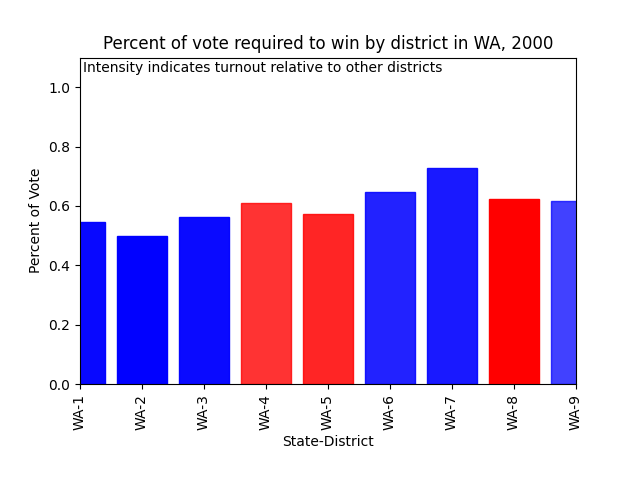 Percent of vote required to win by district in WA, 2000
Intensity indicates turnout relative to other districts
1.0
0.8
0.6
0.4
0.2
0.0
Percent of Vote
WA-1
WA-2
WA-3
WA-4
WA-5
WA-6
WA-7
WA-8
WA-9
State-District